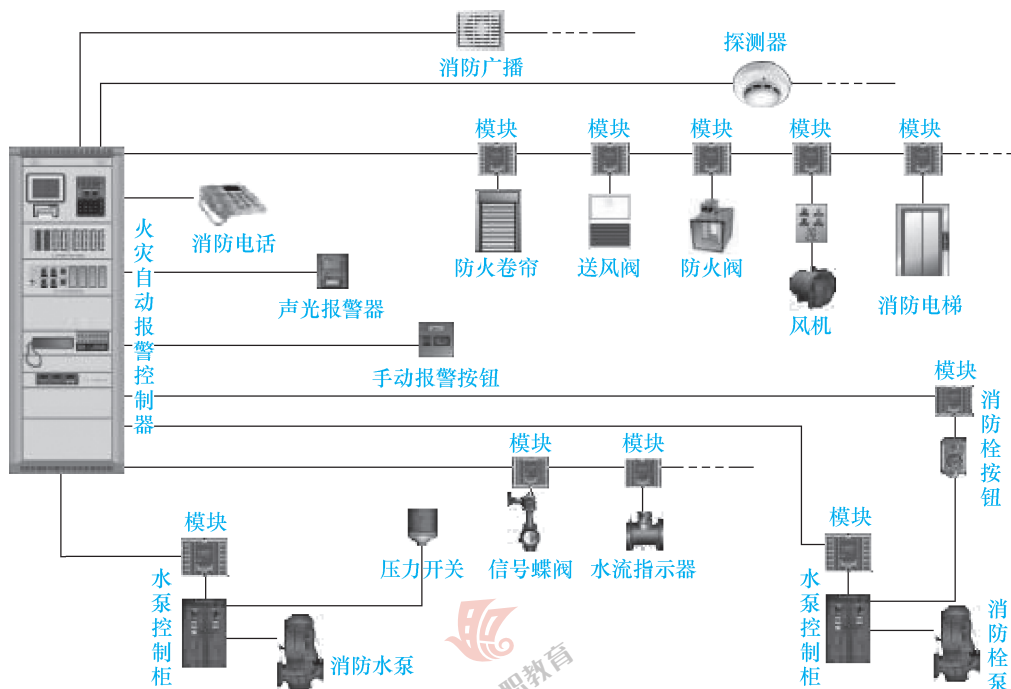 消防广播
探测器
模块
模块
模块
模块
模块
火灾自动报警控制器
消防电话
防火卷帘
送风阀
防火阀
消防电梯
声光报警器
风机
手动报警按钮
模块
消防栓按钮
模块
模块
模块
模块
压力开关
信号蝶阀
水流指示器
水泵控制柜
水泵控制柜
消防水泵
消防栓泵
职教育